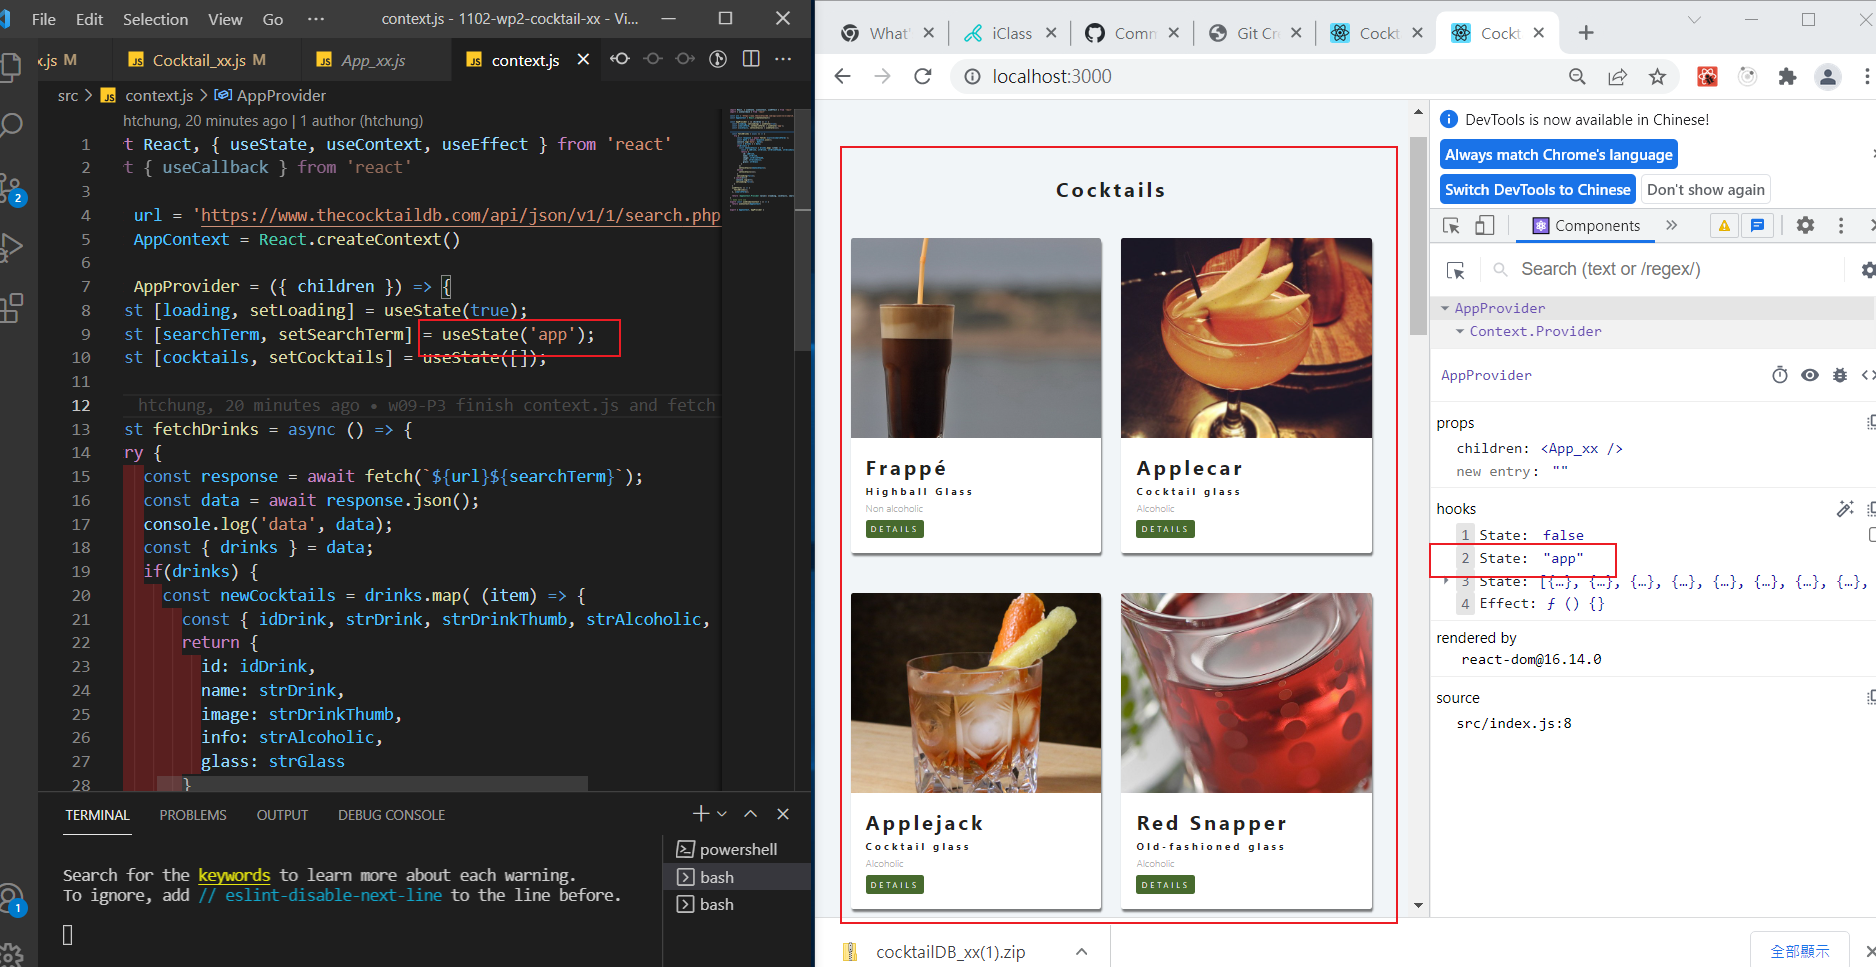 File Edit Selection View Go ··· context.js - 1102-wp2-cocktail-xx - Vi...
x.js M Cocktail_xx.js M App_xx.js context.js
src > context.js > AppProvider
htchung, 20 minutes ago | 1 author (htchung)
1 t React, { useState, useContext, useEffect } from 'react'
2 t { useCallback } from 'react'
3
4 url = 'https://www.thecocktaildb.com/api/json/v1/1/search.php
5 AppContext = React.createContext()
6
7 AppProvider = ({ children }) => {
8 st [loading, setLoading] = useState(true);
9 st [searchTerm, setSearchTerm] = useState('app');
10 st [cocktails, setCocktails] = useState([]);
11
12 htchung, 20 minutes ago • w09-P3 finish context.js and fetch
13 st fetchDrinks = async () => {
14 ry {
15 const response = await fetch(`${url}${searchTerm}`);
16 const data = await response.json();
17 console.log('data', data);
18 const { drinks } = data;
19 if(drinks) {
20 const newCocktails = drinks.map( (item) => {
21 const { idDrink, strDrink, strDrinkThumb, strAlcoholic,
22 return {
23 id: idDrink,
24 name: strDrink,
25 image: strDrinkThumb,
26 info: strAlcoholic,
27 glass: strGlass
28 }
TERMINAL PROBLEMS OUTPUT DEBUG CONSOLE
Search for the keywords to learn more about each warning.
To ignore, add // eslint-disable-next-line to the line before.
powershell
bash
bash
2
1
What' iClass Comm Git Cr Cockt Cockt
localhost:3000
Cocktails
Frappé
Highball Glass
Non alcoholic
DETAILS
Applecar
Cocktail glass
Alcoholic
DETAILS
Applejack
Cocktail glass
Alcoholic
DETAILS
Red Snapper
Old-fashioned glass
Alcoholic
DETAILS
DevTools is now available in Chinese!
Always match Chrome's language
Switch DevTools to Chinese Don't show again
Components
Search (text or /regex/)
AppProvider
Context.Provider
AppProvider
props
children: <App_xx />
new entry: ""
hooks
1 State: false
2 State: "app"
3 State: [{…}, {…}, {…}, {…}, {…}, {…}, {…}, {…},
4 Effect: ƒ () {}
rendered by
react-dom@16.14.0
source
src/index.js:8
cocktailDB_xx(1).zip
全部顯示